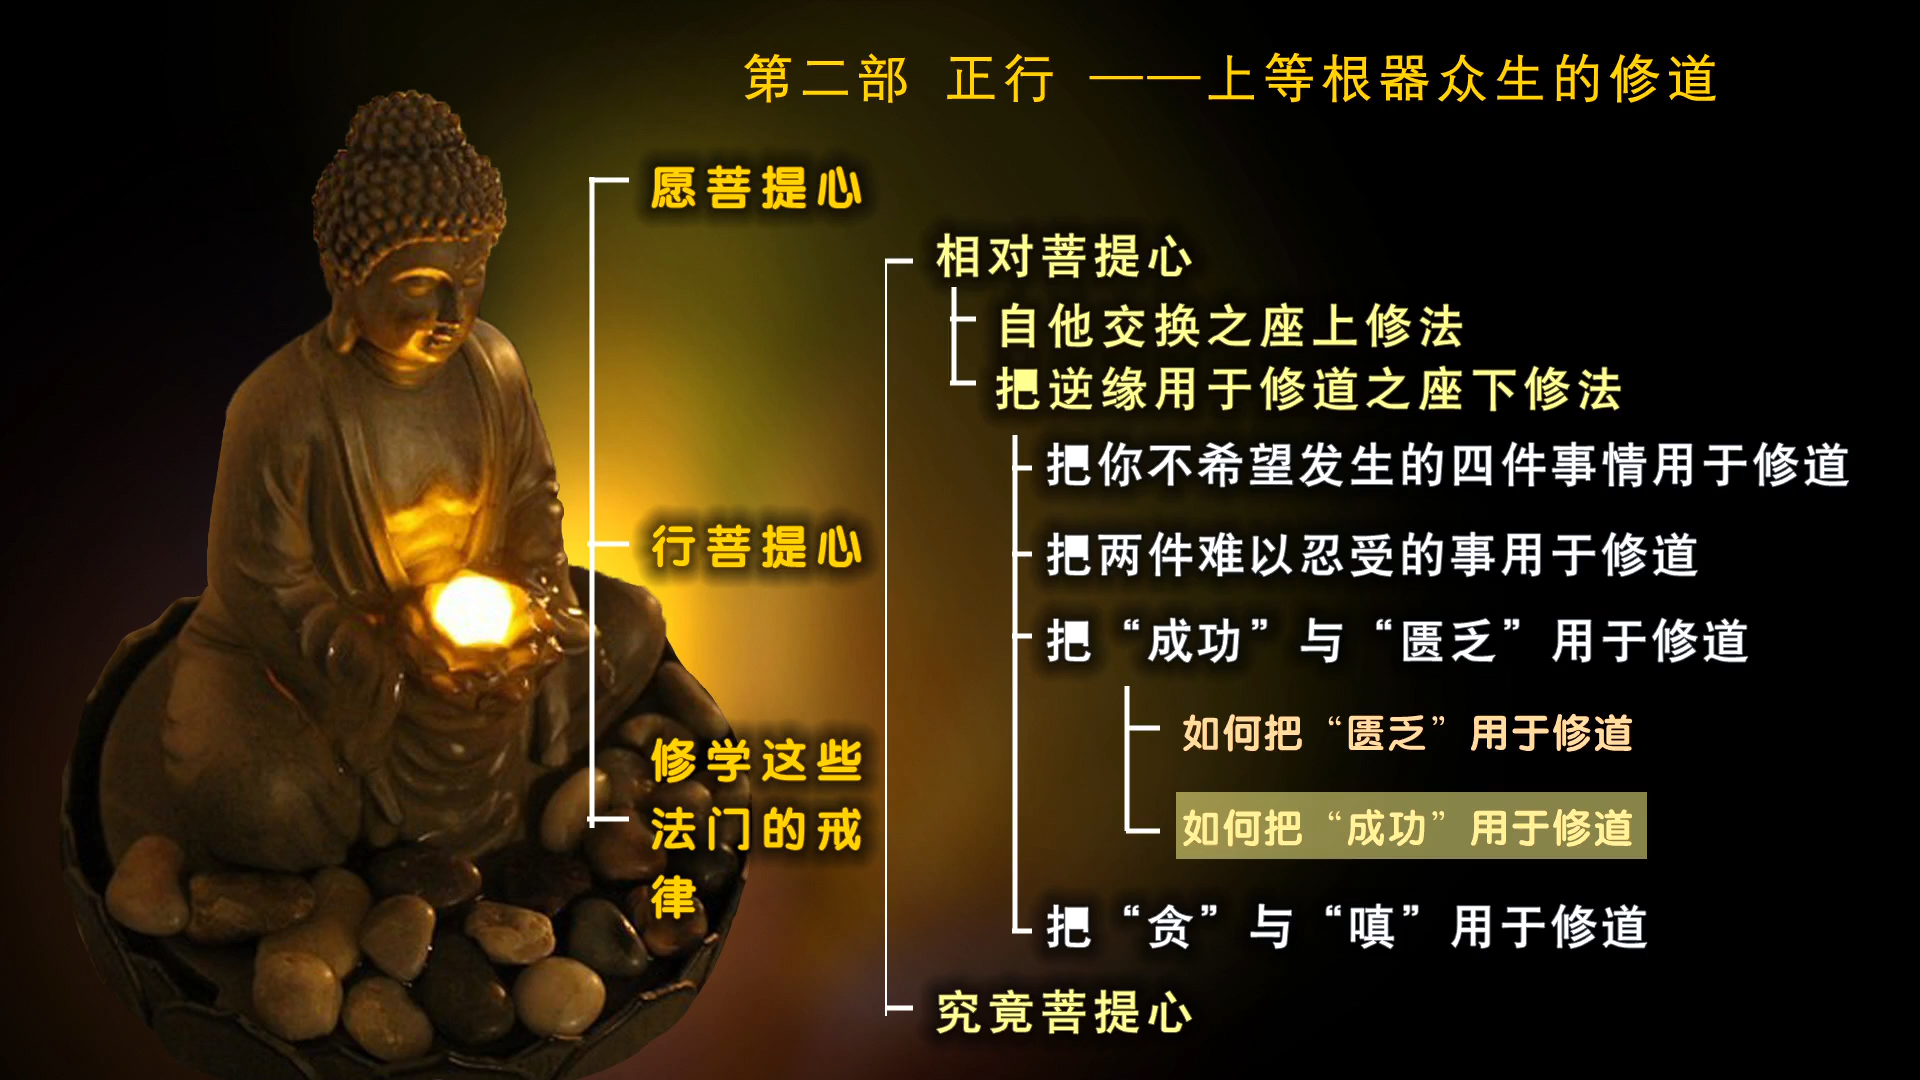 第二部 正行 ——上等根器众生的修道
愿菩提心
行菩提心
相对菩提心
自他交换之座上修法
把逆缘用于修道之座下修法
把你不希望发生的四件事情用于修道
把两件难以忍受的事用于修道
把“成功”与“匮乏”用于修道
如何把“匮乏”用于修道
如何把“成功”用于修道
把“贪”与“嗔”用于修道
究竟菩提心
修学这些
法门的戒
律